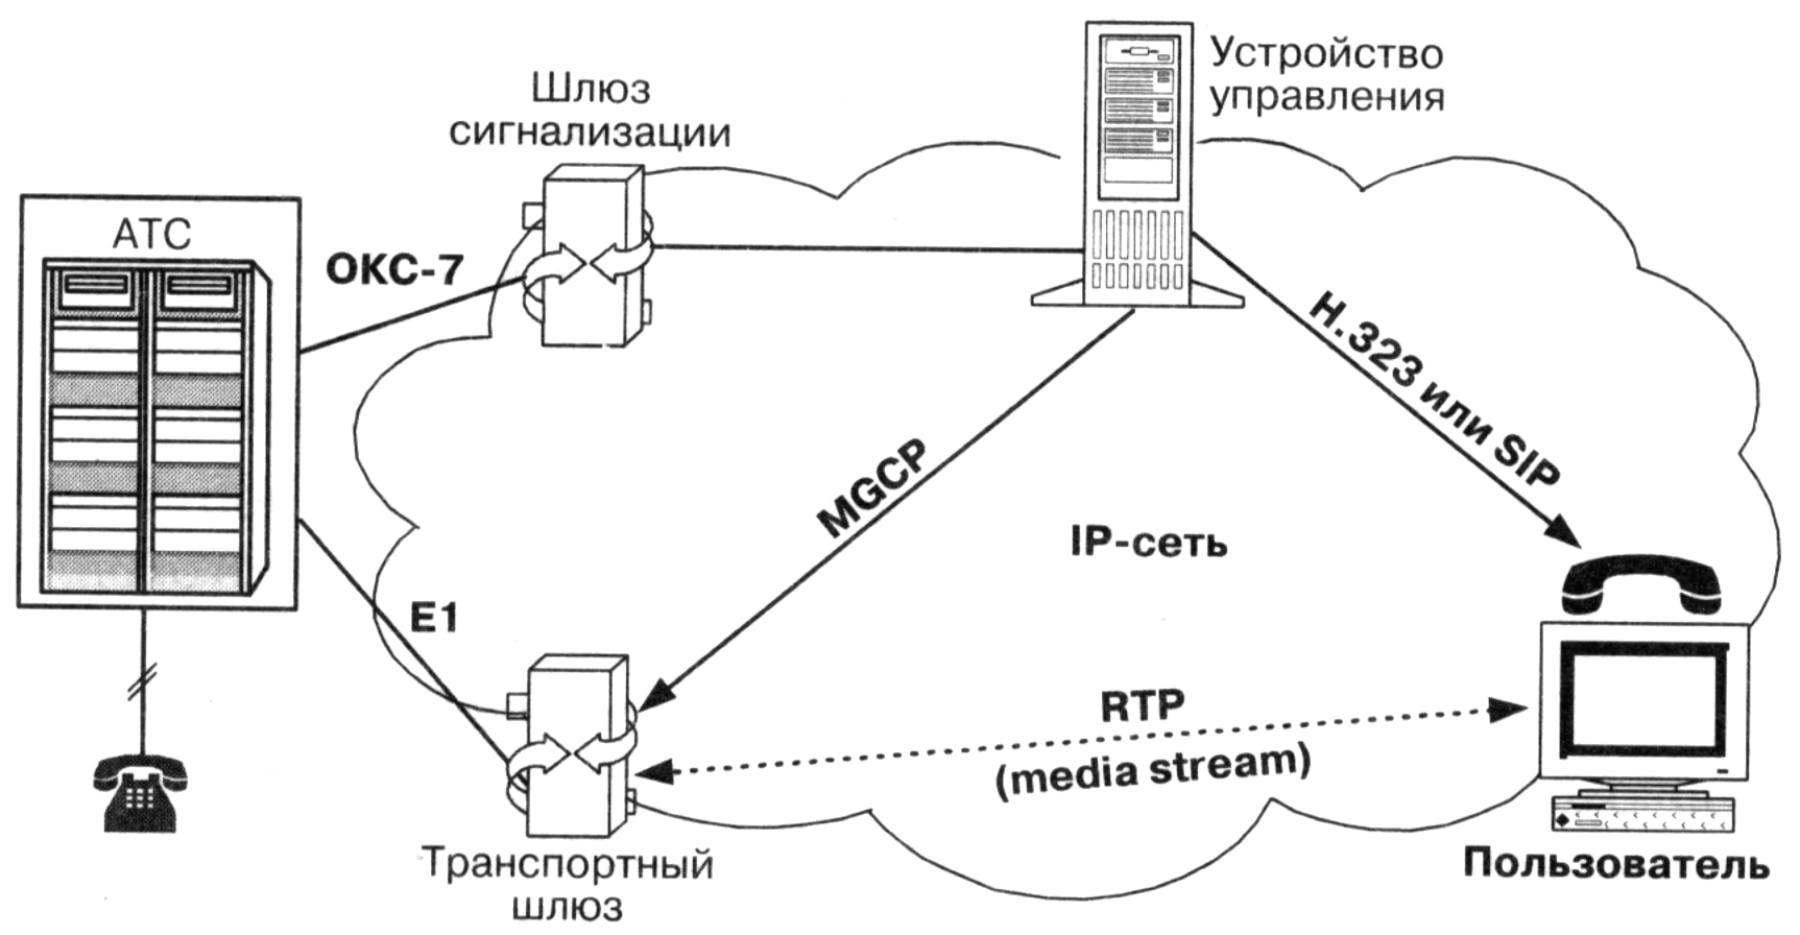 Устройство
управления
Шлюз
сигнализации
АТС
ОКС-7
Н.323 или SIP
MGCP
IP-сеть
Е1
RTP
(media stream)
Транспортный
шлюз
Пользователь